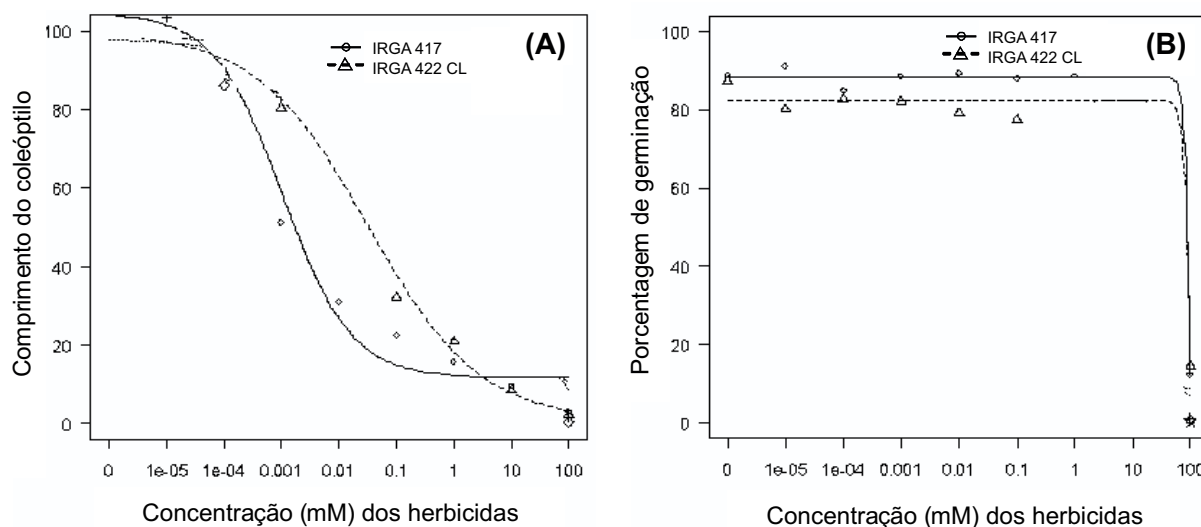 (A)
IRGA 417
IRGA 422 CL
Comprimento do coleóptilo
100
80
60
40
20
0
0 1e-05 1e-04 0.001 0.01 0.1 1 10 100
Concentração (mM) dos herbicidas
(B)
IRGA 417
IRGA 422 CL
Porcentagem de germinação
100
80
60
40
20
0
0 1e-05 1e-04 0.001 0.01 0.1 1 10 100
Concentração (mM) dos herbicidas